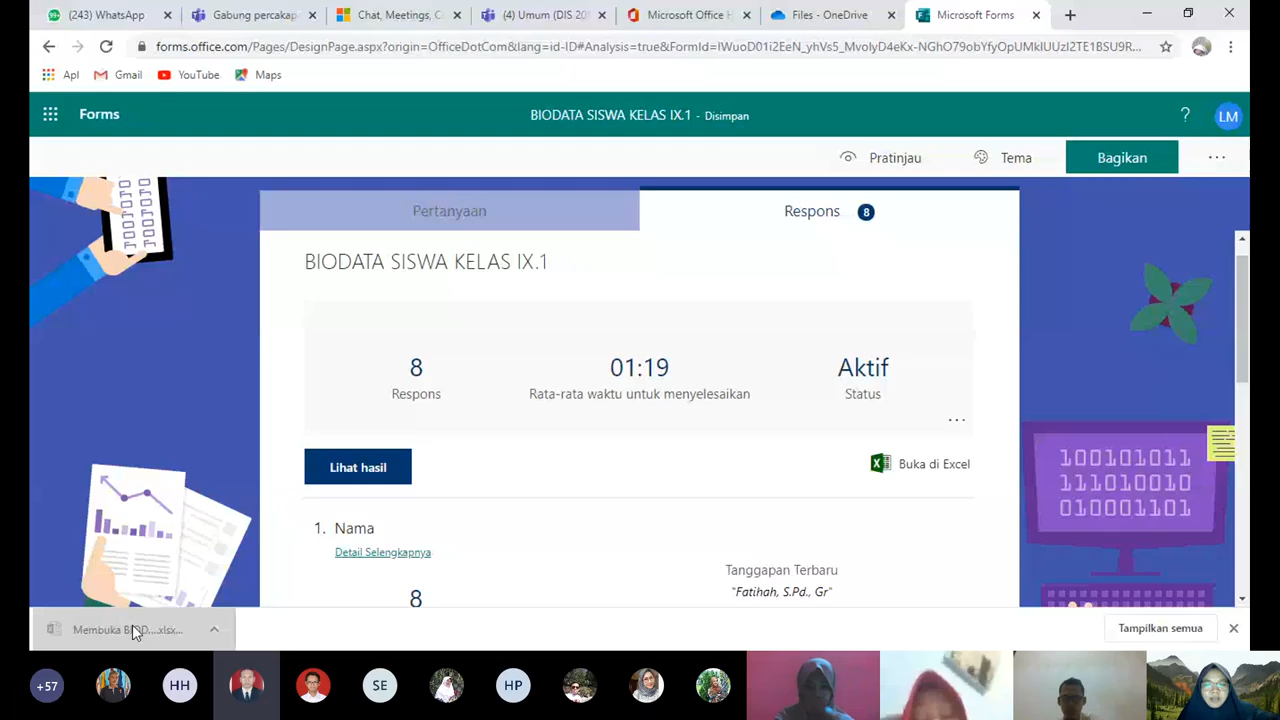 (243) WhatsApp
Gabung percakap
Chat, Meetings, C
(4) Umum (DIS 20
Microsoft Office H
Files - OneDrive
Microsoft Forms
forms.office.com/Pages/DesignPage.aspx?origin=OfficeDotCom&lang=id-ID#Analysis=true&FormId=
Apl
Gmail
YouTube
Maps
Forms
BIODATA SISWA KELAS IX.1 - Disimpan
?
LM
Pratinjau
Tema
Bagikan
...
Pertanyaan
Respons 8
BIODATA SISWA KELAS IX.1
8
Respons
01:19
Rata-rata waktu untuk menyelesaikan
Aktif
Status
...
Lihat hasil
Buka di Excel
1. Nama
Detail Selengkapnya
8
Tanggapan Terbaru
"Fatihah, S.Pd., Gr"
100101011
111010010
010001101
Membuka ....xlsx...
Tampilkan semua
+57
HH
SE
HP